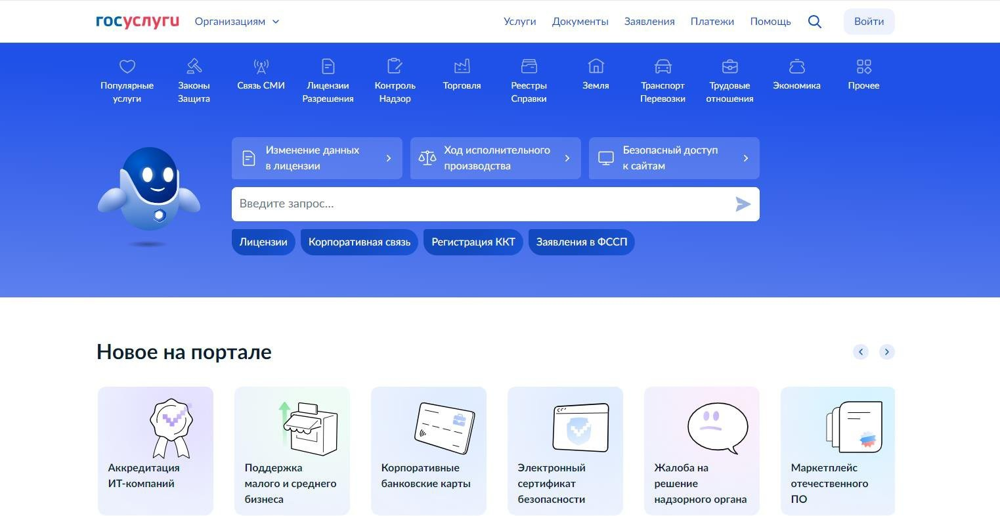 госуслуги Организациям Услуги Документы Заявления Платежи Помощь Войти
Популярные услуги
Законы Защита
Связь СМИ
Лицензии Разрешения
Контроль Надзор
Торговля
Реестры Справки
Земля
Транспорт Перевозки
Трудовые отношения
Экономика
Прочее
Изменение данных
в лицензии
Ход исполнительного
производства
Безопасный доступ
к сайтам
Введите запрос...
Лицензии Корпоративная связь Регистрация ККТ Заявления в ФССП
Новое на портале
Аккредитация
ИТ-компаний
Поддержка
малого и среднего
бизнеса
Корпоративные
банковские карты
Электронный
сертификат
безопасности
Жалоба на
решение
надзорного органа
Маркетплейс
отечественного
ПО